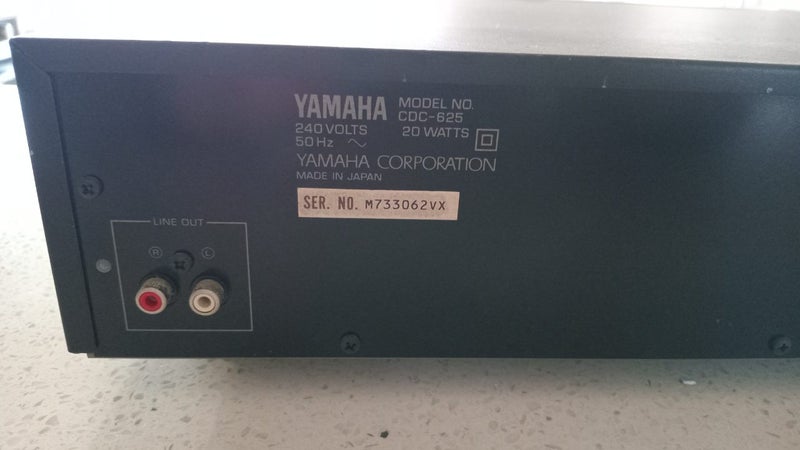 YAMAHA MODEL NO.
CDC-625
240 VOLTS 20 WATTS
50 Hz
YAMAHA CORPORATION
MADE IN JAPAN
SER. NO. M733062VX
LINE OUT
R L